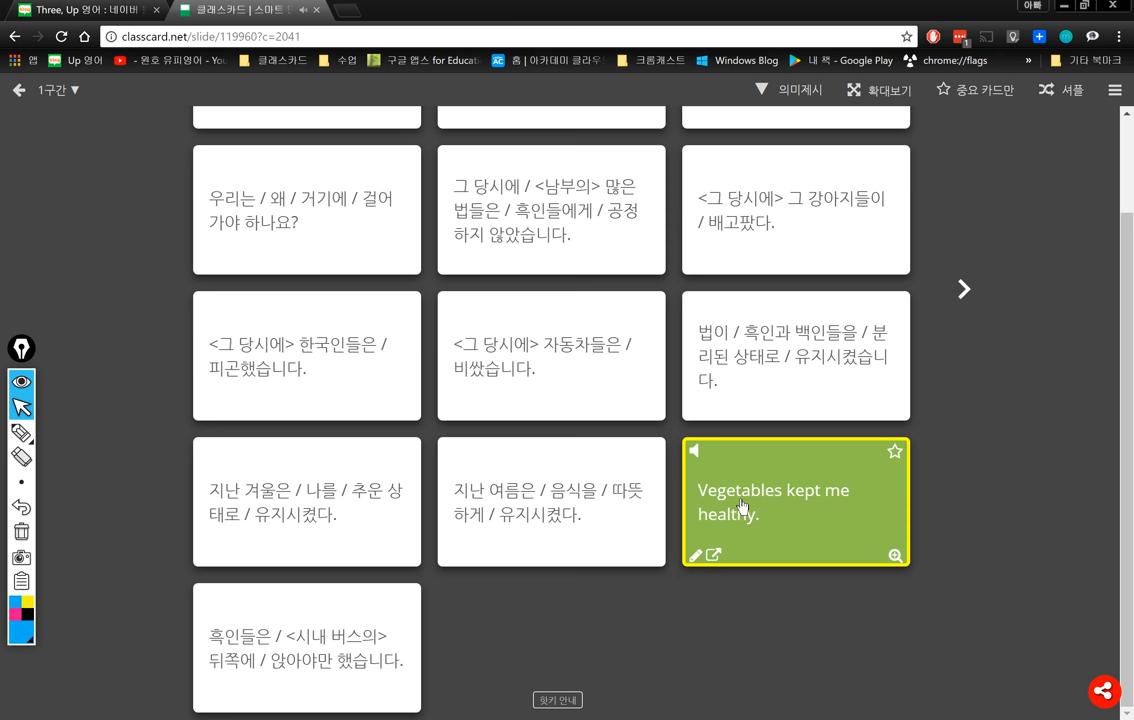 Three, Up 영어 : 네이버
클래스카드 | 스마트
아빠
classcard.net/slide/119960?c=2041
앱
Up 영어
- 원호 유피영어 - You
클래스카드
수업
구글 앱스 for Educati
홈 | 아카데미 클라우
크롬캐스트
Windows Blog
내 책 - Google Play
chrome://flags
»
기타 북마크
1구간 ▼
의미제시
확대보기
중요 카드만
셔플
우리는 / 왜 / 거기에 / 걸어
가야 하나요?
그 당시에 / <남부의> 많은
법들은 / 흑인들에게 / 공정
하지 않았습니다.
<그 당시에> 그 강아지들이
/ 배고팠다.
<그 당시에> 한국인들은 /
피곤했습니다.
<그 당시에> 자동차들은 /
비쌌습니다.
법이 / 흑인과 백인들을 / 분
리된 상태로 / 유지시켰습니
다.
지난 겨울은 / 나를 / 추운 상
태로 / 유지시켰다.
지난 여름은 / 음식을 / 따뜻
하게 / 유지시켰다.
Vegetables kept me
healthy.
흑인들은 / <시내 버스의>
뒤쪽에 / 앉아야만 했습니다.
핫키 안내